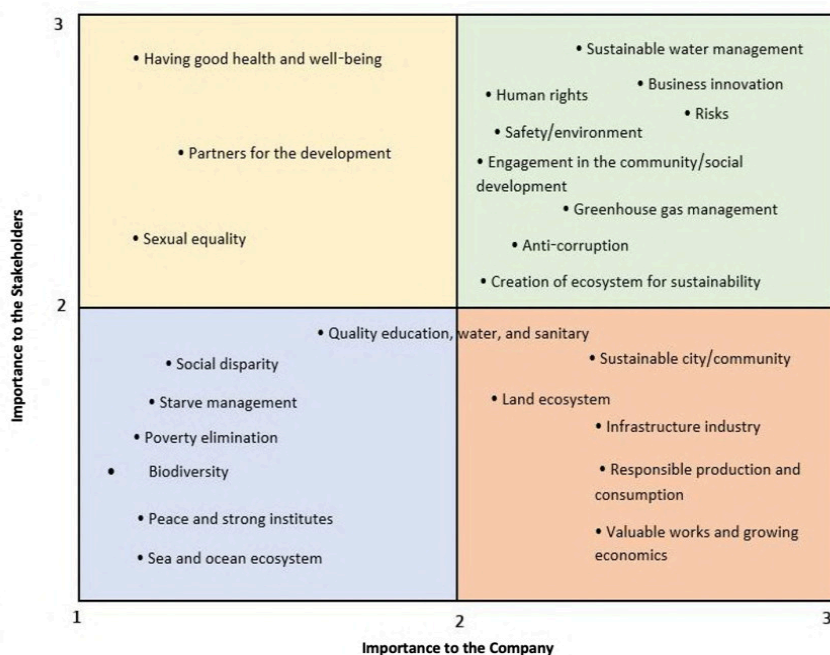 3
• Having good health and well-being
• Partners for the development
• Sexual equality
• Sustainable water management
• Business innovation
• Human rights
• Risks
• Safety/environment
• Engagement in the community/social
development
• Greenhouse gas management
• Anti-corruption
• Creation of ecosystem for sustainability
Importance to the Stakeholders
2
• Quality education, water, and sanitary
• Social disparity
• Starve management
• Poverty elimination
• Biodiversity
• Peace and strong institutes
• Sea and ocean ecosystem
• Sustainable city/community
• Land ecosystem
• Infrastructure industry
• Responsible production and
consumption
• Valuable works and growing
economics
1
2
3
Importance to the Company